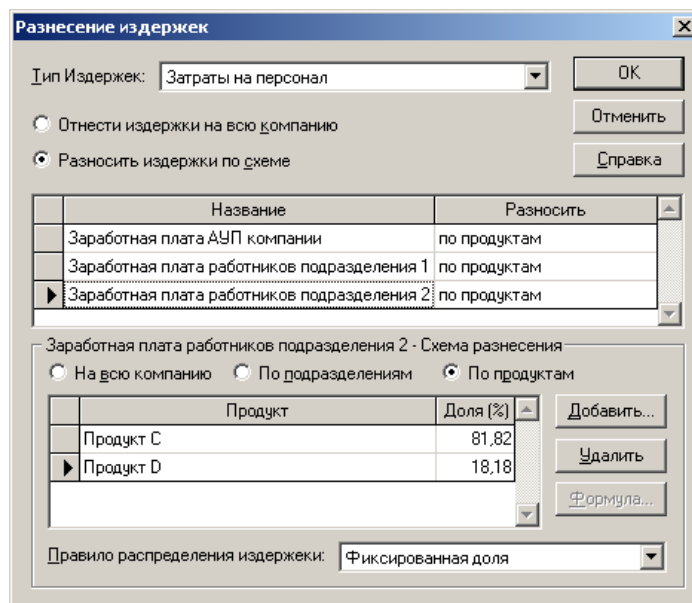 Разнесение издержек
Тип Издержек: Затраты на персонал
OK
Отнести издержки на всю компанию
Отменить
Разносить издержки по схеме
Справка
Название Разносить
Заработная плата АУП компании по продуктам
Заработная плата работников подразделения 1 по продуктам
Заработная плата работников подразделения 2 по продуктам
Заработная плата работников подразделения 2 - Схема разнесения
На всю компанию По подразделениям По продуктам
Продукт Доля (%)
Добавить...
Продукт C 81,82
Продукт D 18,18
Удалить
Формула...
Правило распределения издержеки: Фиксированная доля